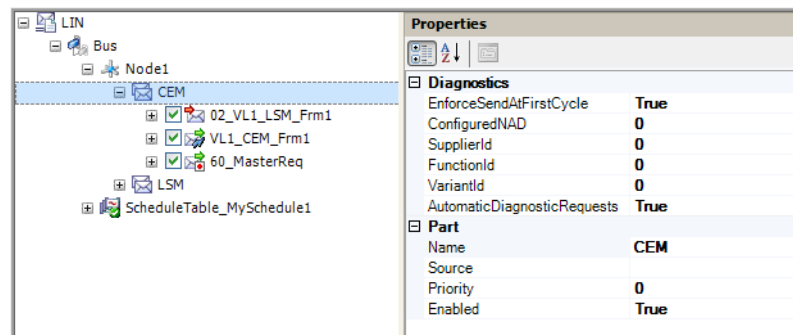 LIN
Bus
Node1
CEM
02_VL1_LSM_Frm1
VL1_CEM_Frm1
60_MasterReq
LSM
ScheduleTable_MySchedule1
Properties
Diagnostics
EnforceSendAtFirstCycle True
ConfiguredNAD 0
SupplierId 0
FunctionId 0
VariantId 0
AutomaticDiagnosticRequests True
Part
Name CEM
Source
Priority 0
Enabled True